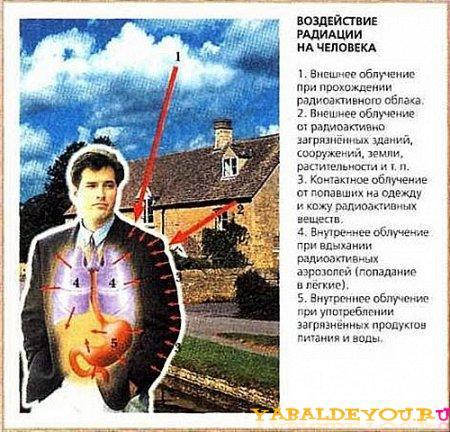 ВОЗДЕЙСТВИЕ
РАДИАЦИИ
НА ЧЕЛОВЕКА
1. Внешнее облучение
при прохождении
радиоактивного облака.
2. Внешнее облучение
от радиоактивно
загрязнённых зданий,
сооружений, земли,
растительности и т. п.
3. Контактное облучение
от попавших на одежду
и кожу радиоактивных
веществ.
4. Внутреннее облучение
при вдыхании
радиоактивных
аэрозолей (попадание
в лёгкие).
5. Внутреннее облучение
при употреблении
загрязнённых продуктов
питания и воды.
1
2
3
4 4
5
3
YABALDEYOU.RU